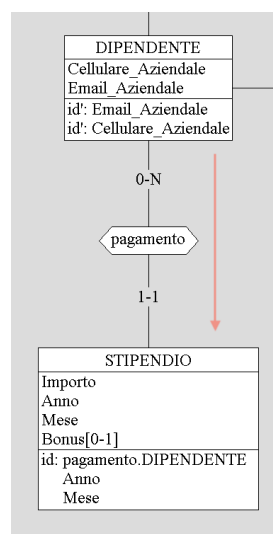 DIPENDENTE
Cellulare_Aziendale
Email_Aziendale
id': Email_Aziendale
id': Cellulare_Aziendale
0-N
pagamento
1-1
STIPENDIO
Importo
Anno
Mese
Bonus[0-1]
id: pagamento.DIPENDENTE
Anno
Mese